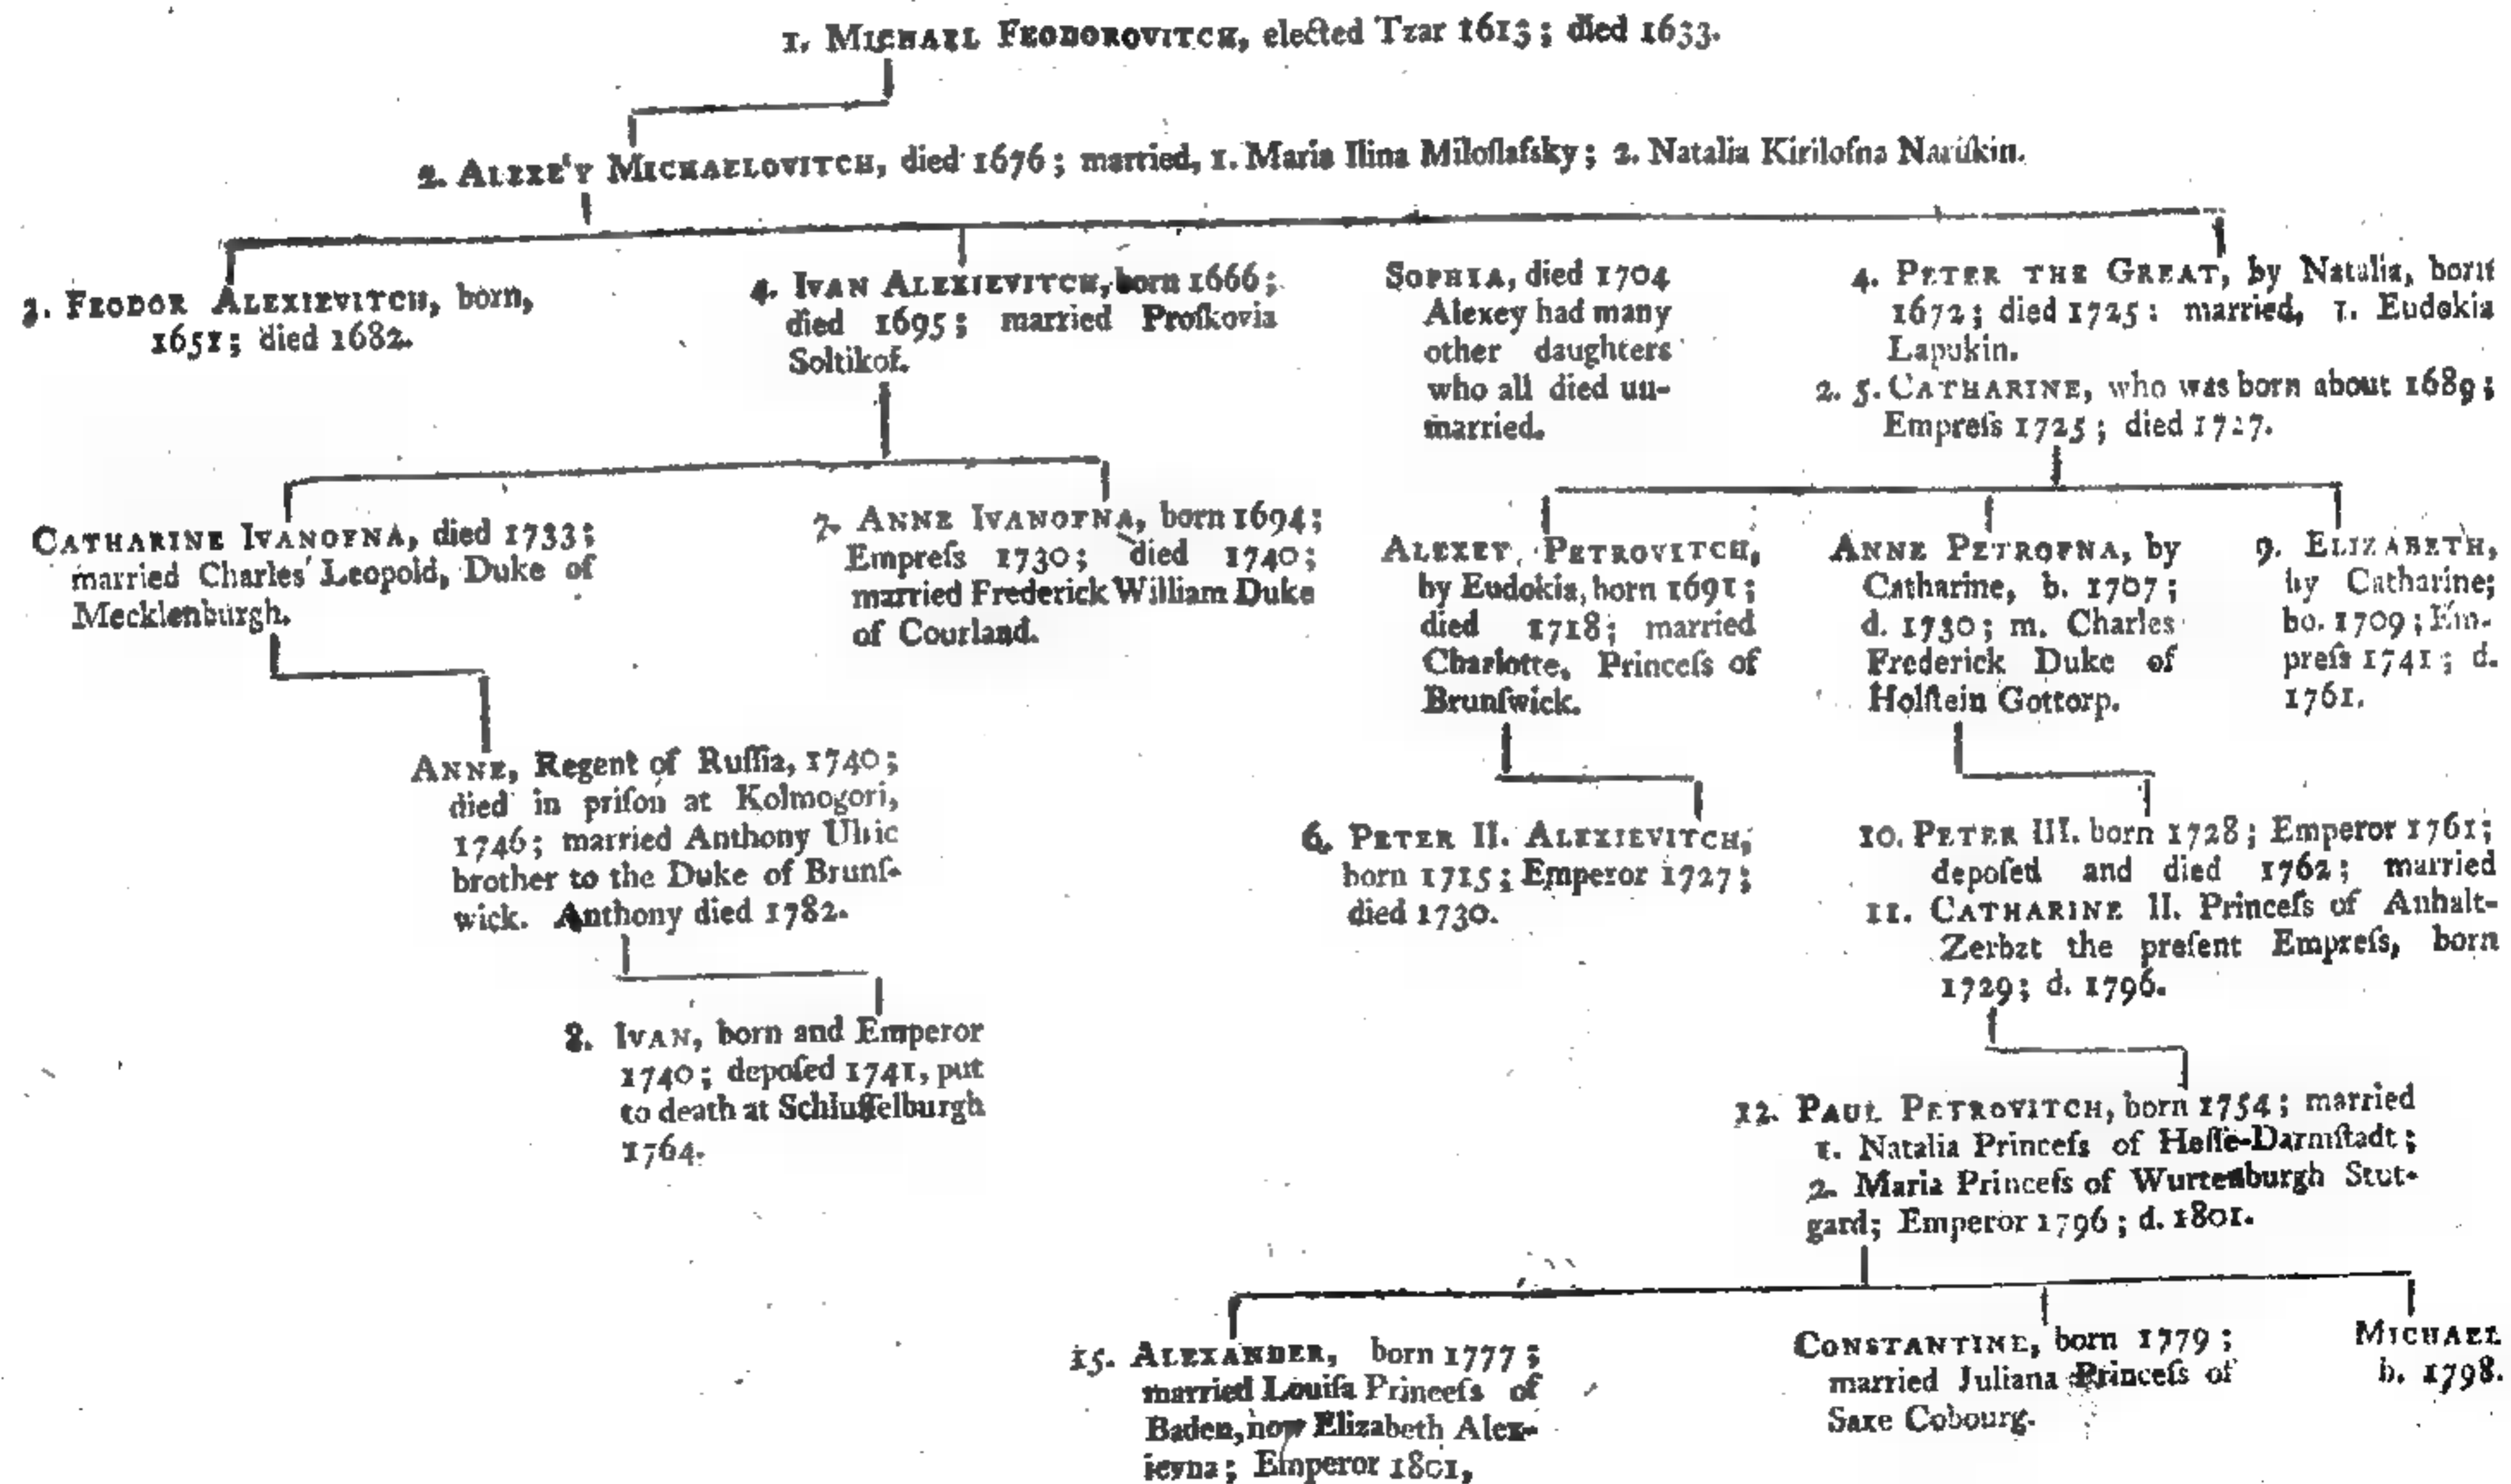 1. MICHAEL FEODOROVITCH, elected Tzar 1613; died 1633.
2. ALEXE'Y MICHAELOVITCH, died 1676; married, 1. Maria Ilina Miloſlafsky; 2. Natalia Kirilofna Nariſkin.
3. FEODOR ALEXIEVITCH, born,
1651; died 1682.
4. IVAN ALEXIEVITCH, born 1666;
died 1695; married Proſkovia
Soltikof.
SOPHIA, died 1704
Alexey had many
other daughters
who all died un-
married.
4. PETER THE GREAT, by Natalia, born
1672; died 1725: married, 1. Eudokia
Lapukin.
2. 5. CATHARINE, who was born about 1689;
Empreſs 1725; died 1727.
CATHARINE IVANOFNA, died 1733;
married Charles Leopold, Duke of
Mecklenburgh.
7. ANNE IVANOFNA, born 1694;
Empreſs 1730; died 1740;
married Frederick William Duke
of Courland.
ALEXEY PETROVITCH,
by Eudokia, born 1691;
died 1718; married
Charlotte, Princeſs of
Brunſwick.
ANNE PETROFNA, by
Catharine, b. 1707;
d. 1730; m. Charles
Frederick Duke of
Holſtein Gottorp.
9. ELIZABETH,
by Catharine;
bo. 1709; Em-
preſs 1741; d.
1761.
ANNE, Regent of Ruſſia, 1740;
died in priſon at Kolmogori,
1746; married Anthony Ulric
brother to the Duke of Brunſ-
wick. Anthony died 1782.
6. PETER II. ALEXIEVITCH,
born 1715; Emperor 1727;
died 1730.
10. PETER III. born 1728; Emperor 1761;
depoſed and died 1762; married
11. CATHARINE II. Princeſs of Anhalt-
Zerbzt the preſent Empreſs, born
1729; d. 1796.
8. IVAN, born and Emperor
1740; depoſed 1741, put
to death at Schluſſelburgh
1764.
12. PAUL PETROVITCH, born 1754; married
1. Natalia Princeſs of Heſſe-Darmſtadt;
2. Maria Princeſs of Wurtenburgh Stut-
gard; Emperor 1796; d. 1801.
15. ALEXANDER, born 1777;
married Louiſa Princeſs of
Baden, now Elizabeth Alex-
ievna; Emperor 1801,
CONSTANTINE, born 1779;
married Juliana Princeſs of
Saxe Cobourg.
MICHAEL
b. 1798.